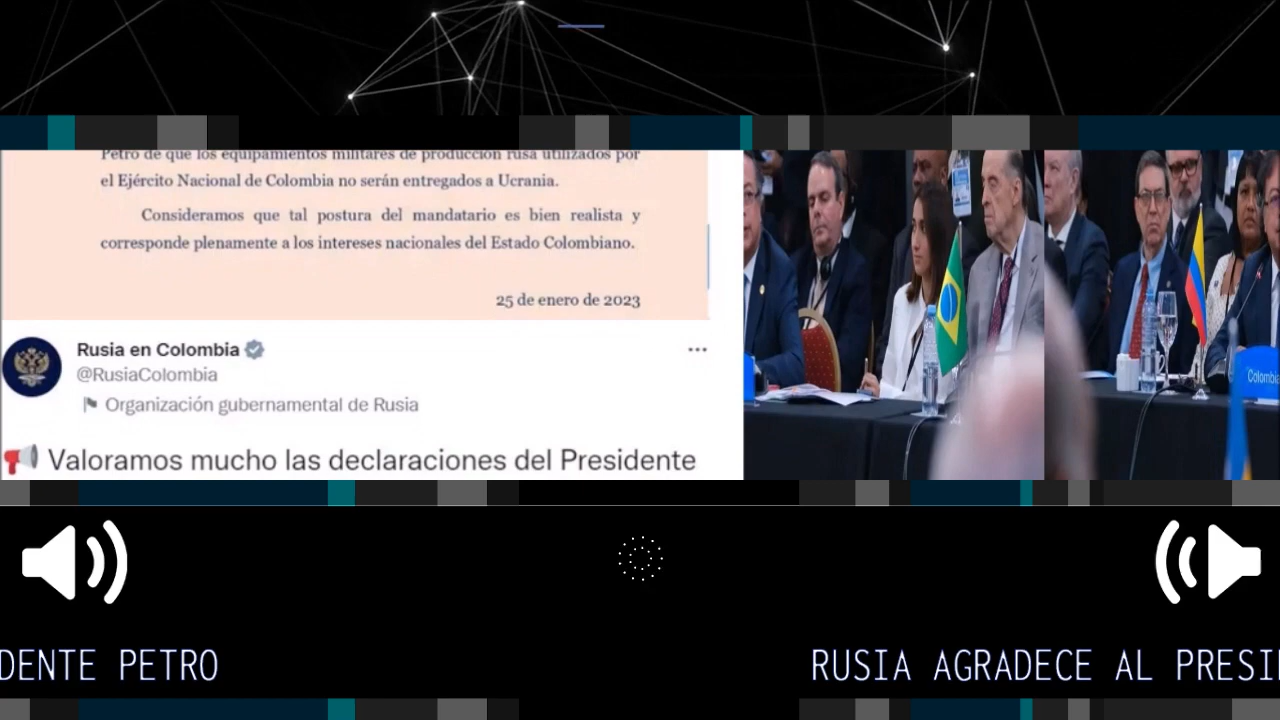 Petro de que los equipamientos militares de producción rusa utilizados por
el Ejército Nacional de Colombia no serán entregados a Ucrania.
Consideramos que tal postura del mandatario es bien realista y
corresponde plenamente a los intereses nacionales del Estado Colombiano.
25 de enero de 2023
Rusia en Colombia
@RusiaColombia
Organización gubernamental de Rusia
Valoramos mucho las declaraciones del Presidente
Colombia
DENTE PETRO
RUSIA AGRADECE AL PRESI